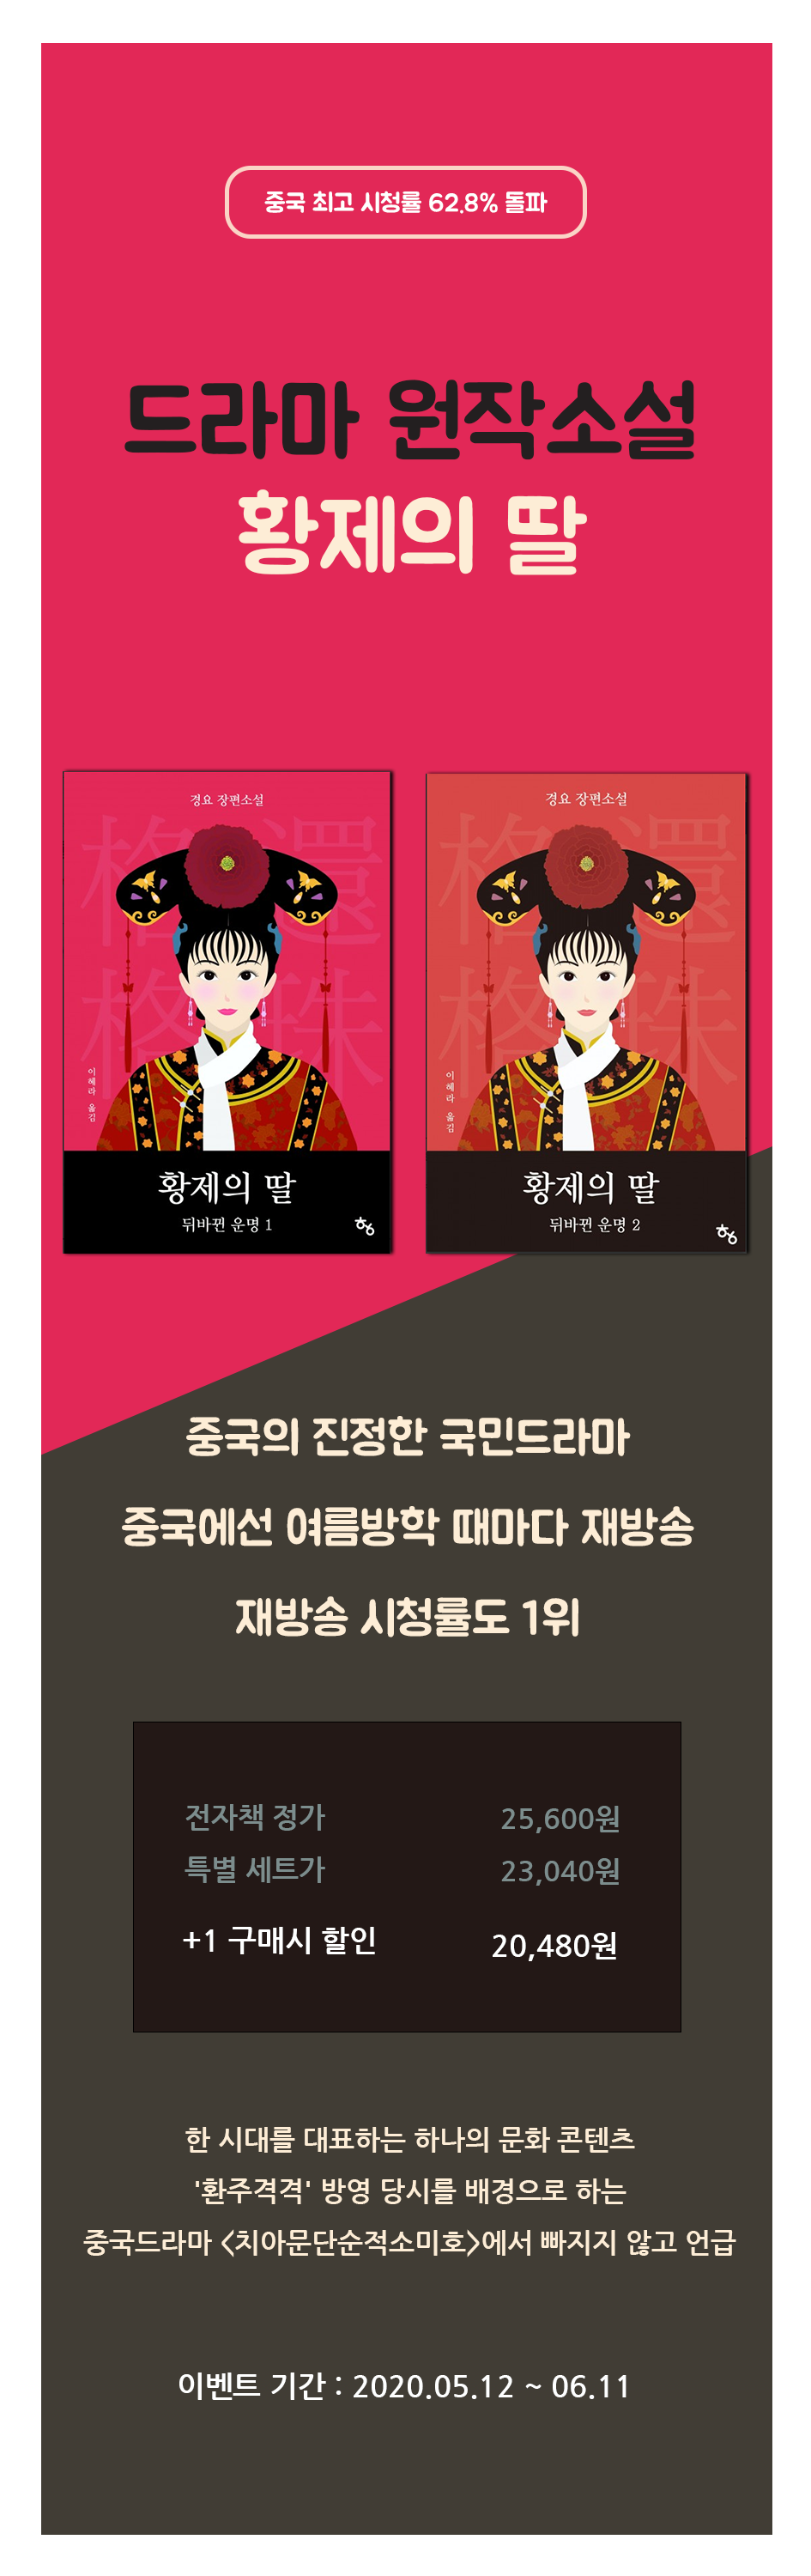 중국 최고 시청률 62.8% 돌파
드라마 원작소설
황제의 딸
경요 장편소설
還珠
格格
이혜라 옮김
황제의 딸
뒤바뀐 운명 1
경요 장편소설
還珠
格格
이혜라 옮김
황제의 딸
뒤바뀐 운명 2
중국의 진정한 국민드라마
중국에선 여름방학 때마다 재방송
재방송 시청률도 1위
전자책 정가 25,600원
특별 세트가 23,040원
+1 구매시 할인 20,480원
한 시대를 대표하는 하나의 문화 콘텐츠
'환주격격' 방영 당시를 배경으로 하는
중국드라마 <치아문단순적소미호>에서 빠지지 않고 언급
이벤트 기간 : 2020.05.12 ~ 06.11